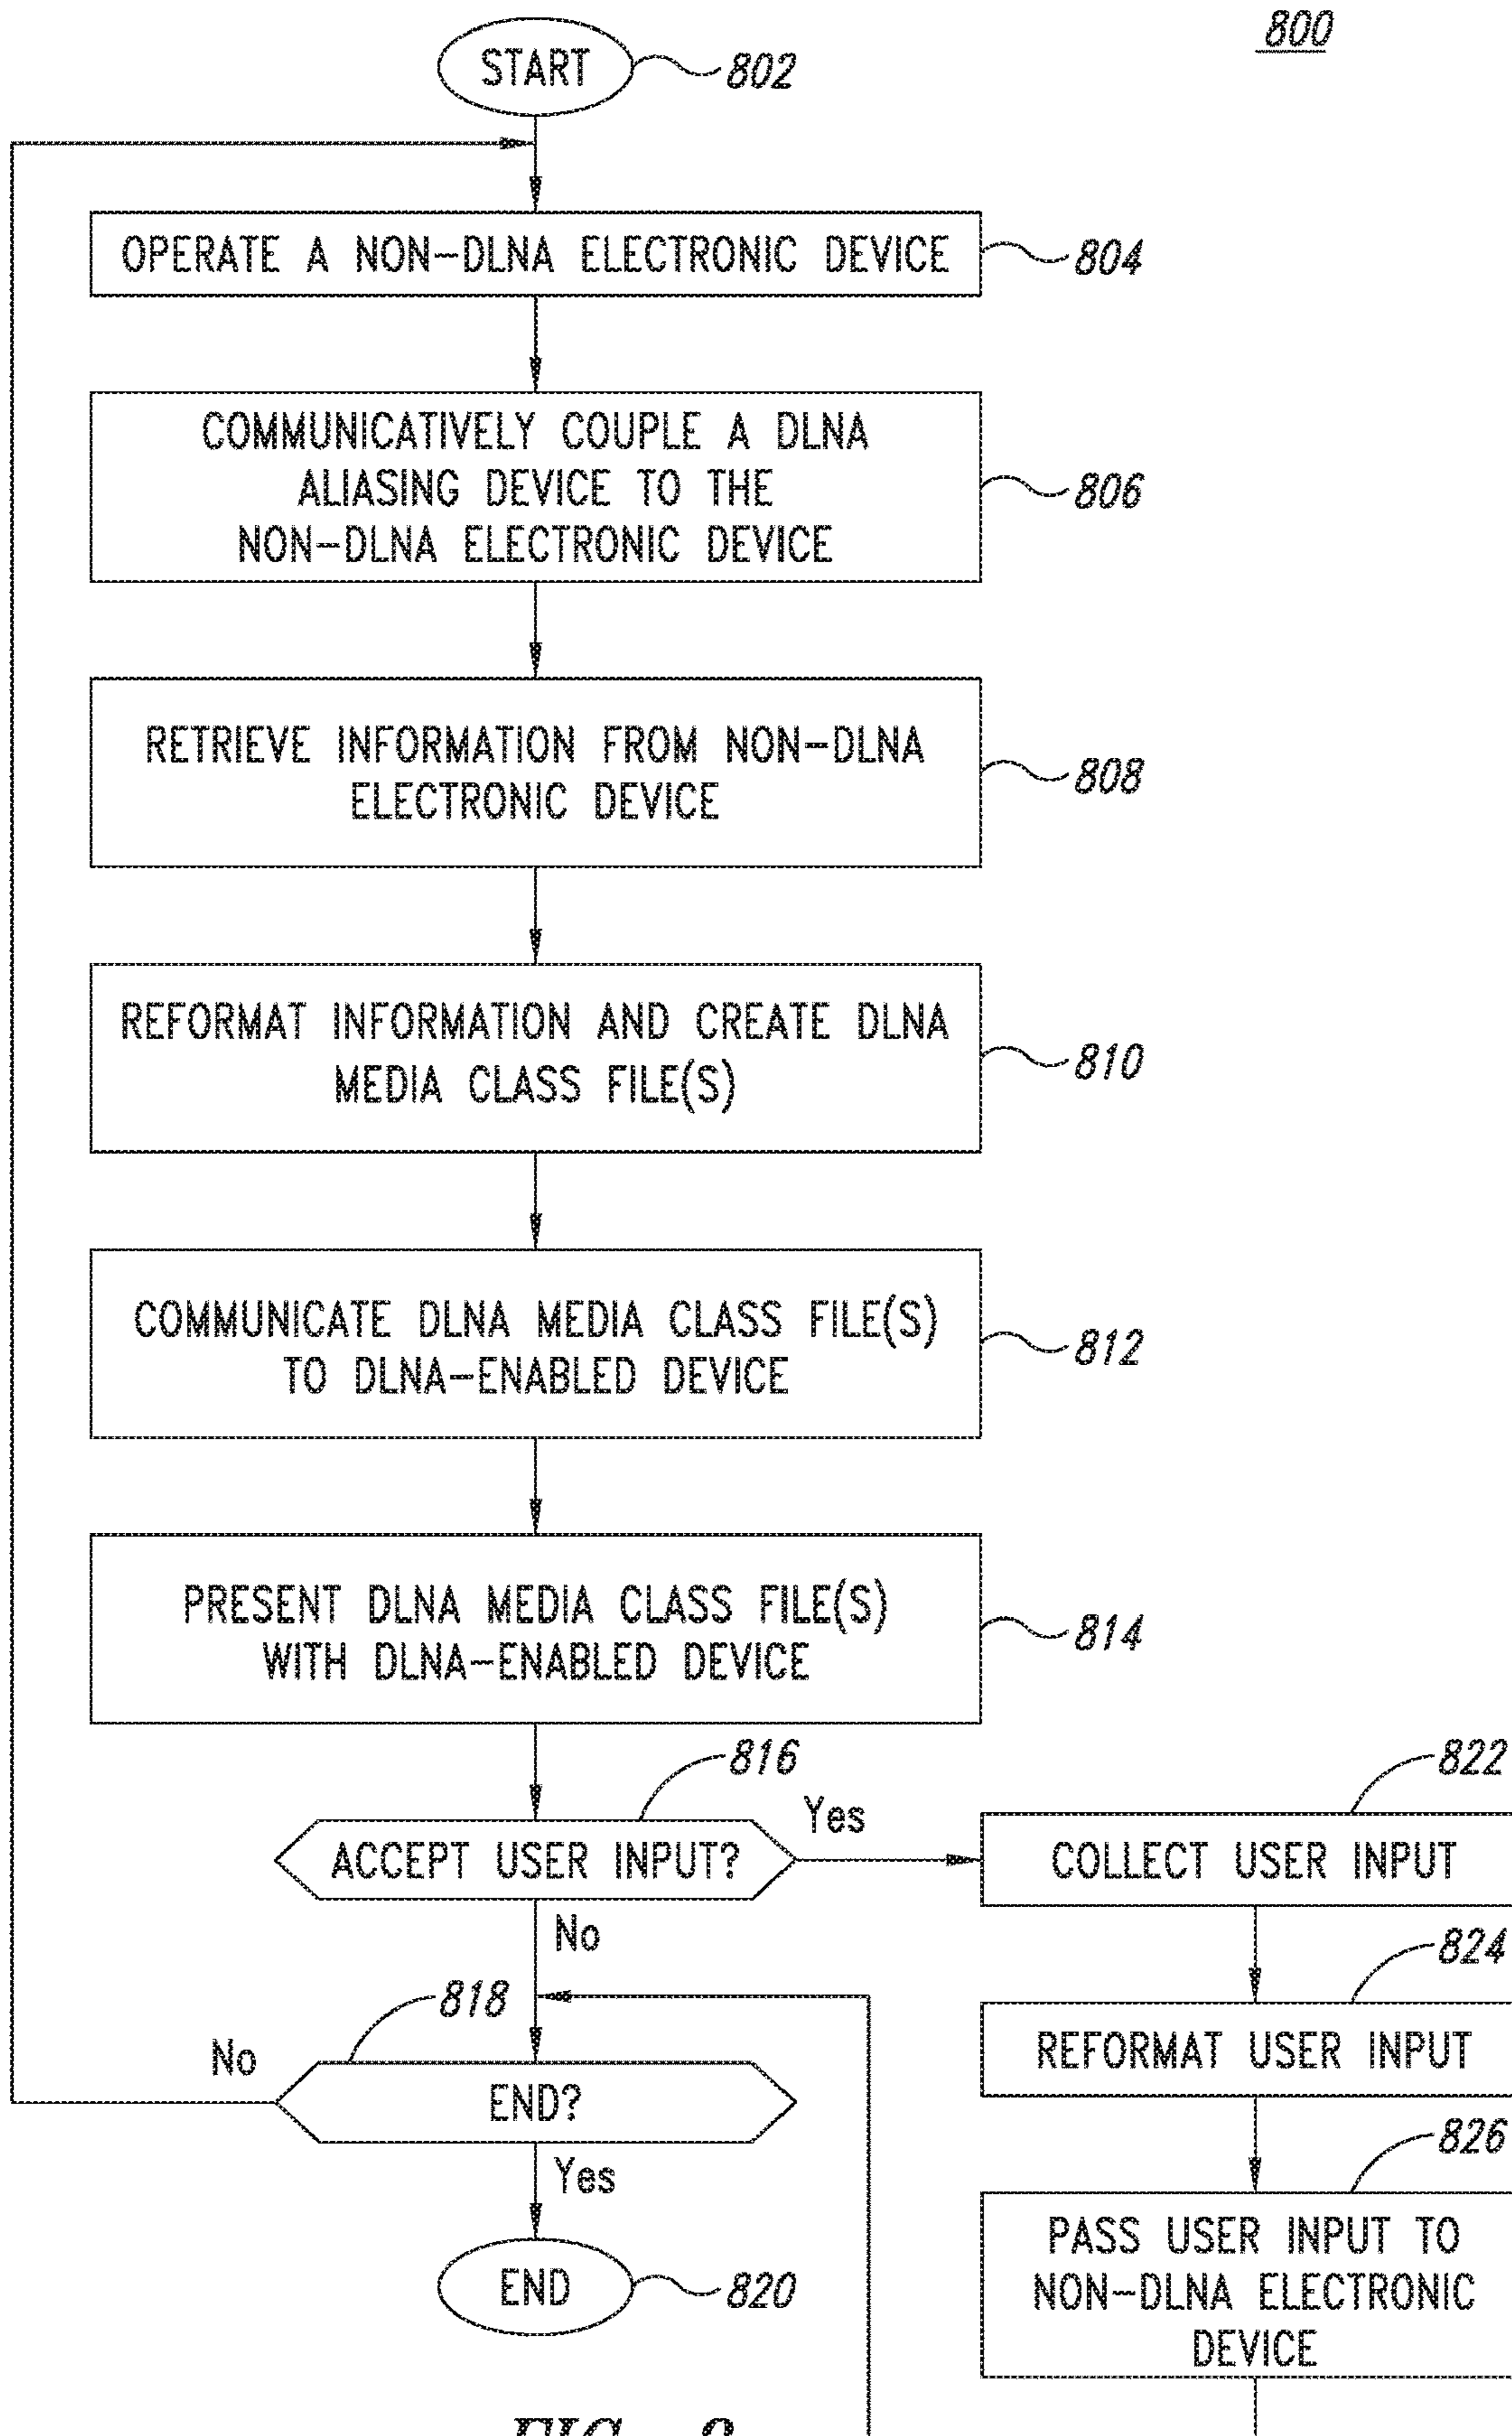 800
START
802
OPERATE A NON-DLNA ELECTRONIC DEVICE
804
COMMUNICATIVELY COUPLE A DLNA
ALIASING DEVICE TO THE
NON-DLNA ELECTRONIC DEVICE
806
RETRIEVE INFORMATION FROM NON-DLNA
ELECTRONIC DEVICE
808
REFORMAT INFORMATION AND CREATE DLNA
MEDIA CLASS FILE(S)
810
COMMUNICATE DLNA MEDIA CLASS FILE(S)
TO DLNA-ENABLED DEVICE
812
PRESENT DLNA MEDIA CLASS FILE(S)
WITH DLNA-ENABLED DEVICE
814
816
ACCEPT USER INPUT?
Yes
No
822
COLLECT USER INPUT
824
REFORMAT USER INPUT
826
PASS USER INPUT TO
NON-DLNA ELECTRONIC
DEVICE
818
No
END?
Yes
END
820